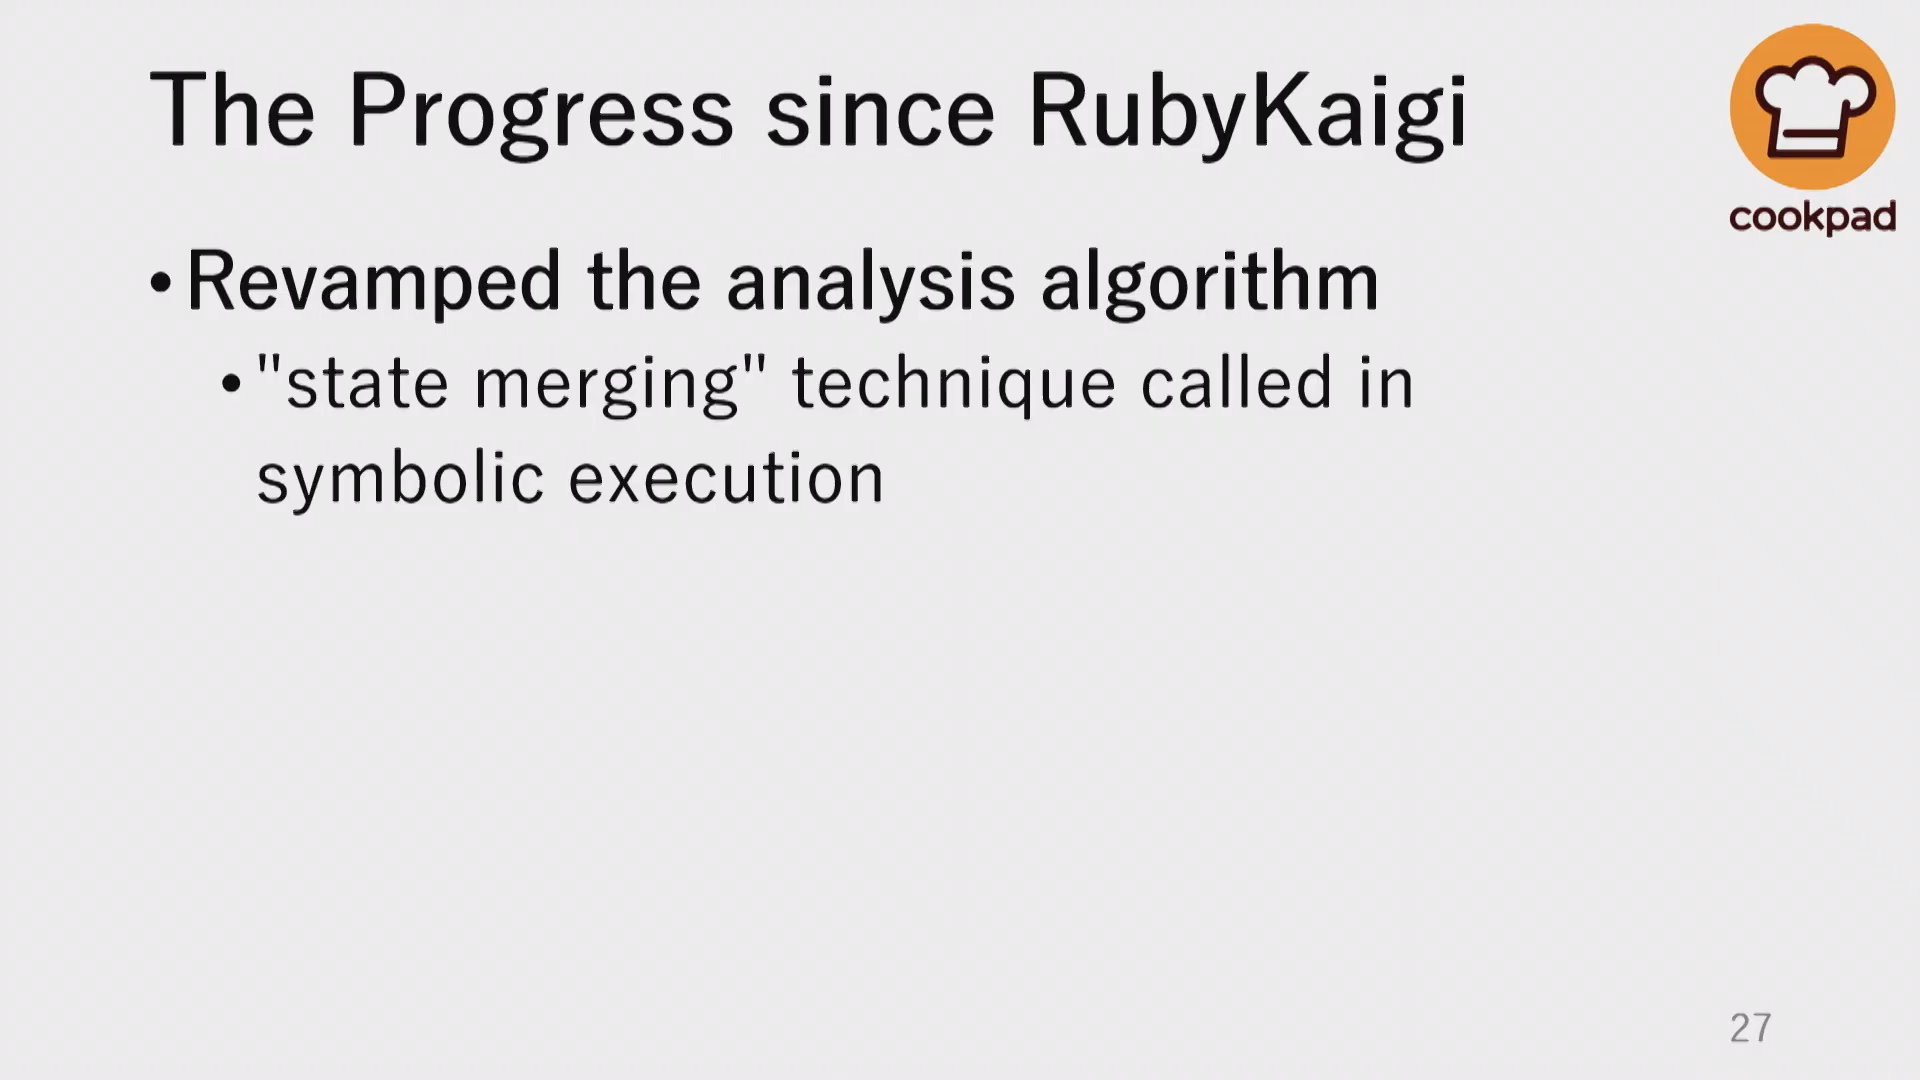 The Progress since RubyKaigi
cookpad
•Revamped the analysis algorithm
•"state merging" technique called in
symbolic execution
27